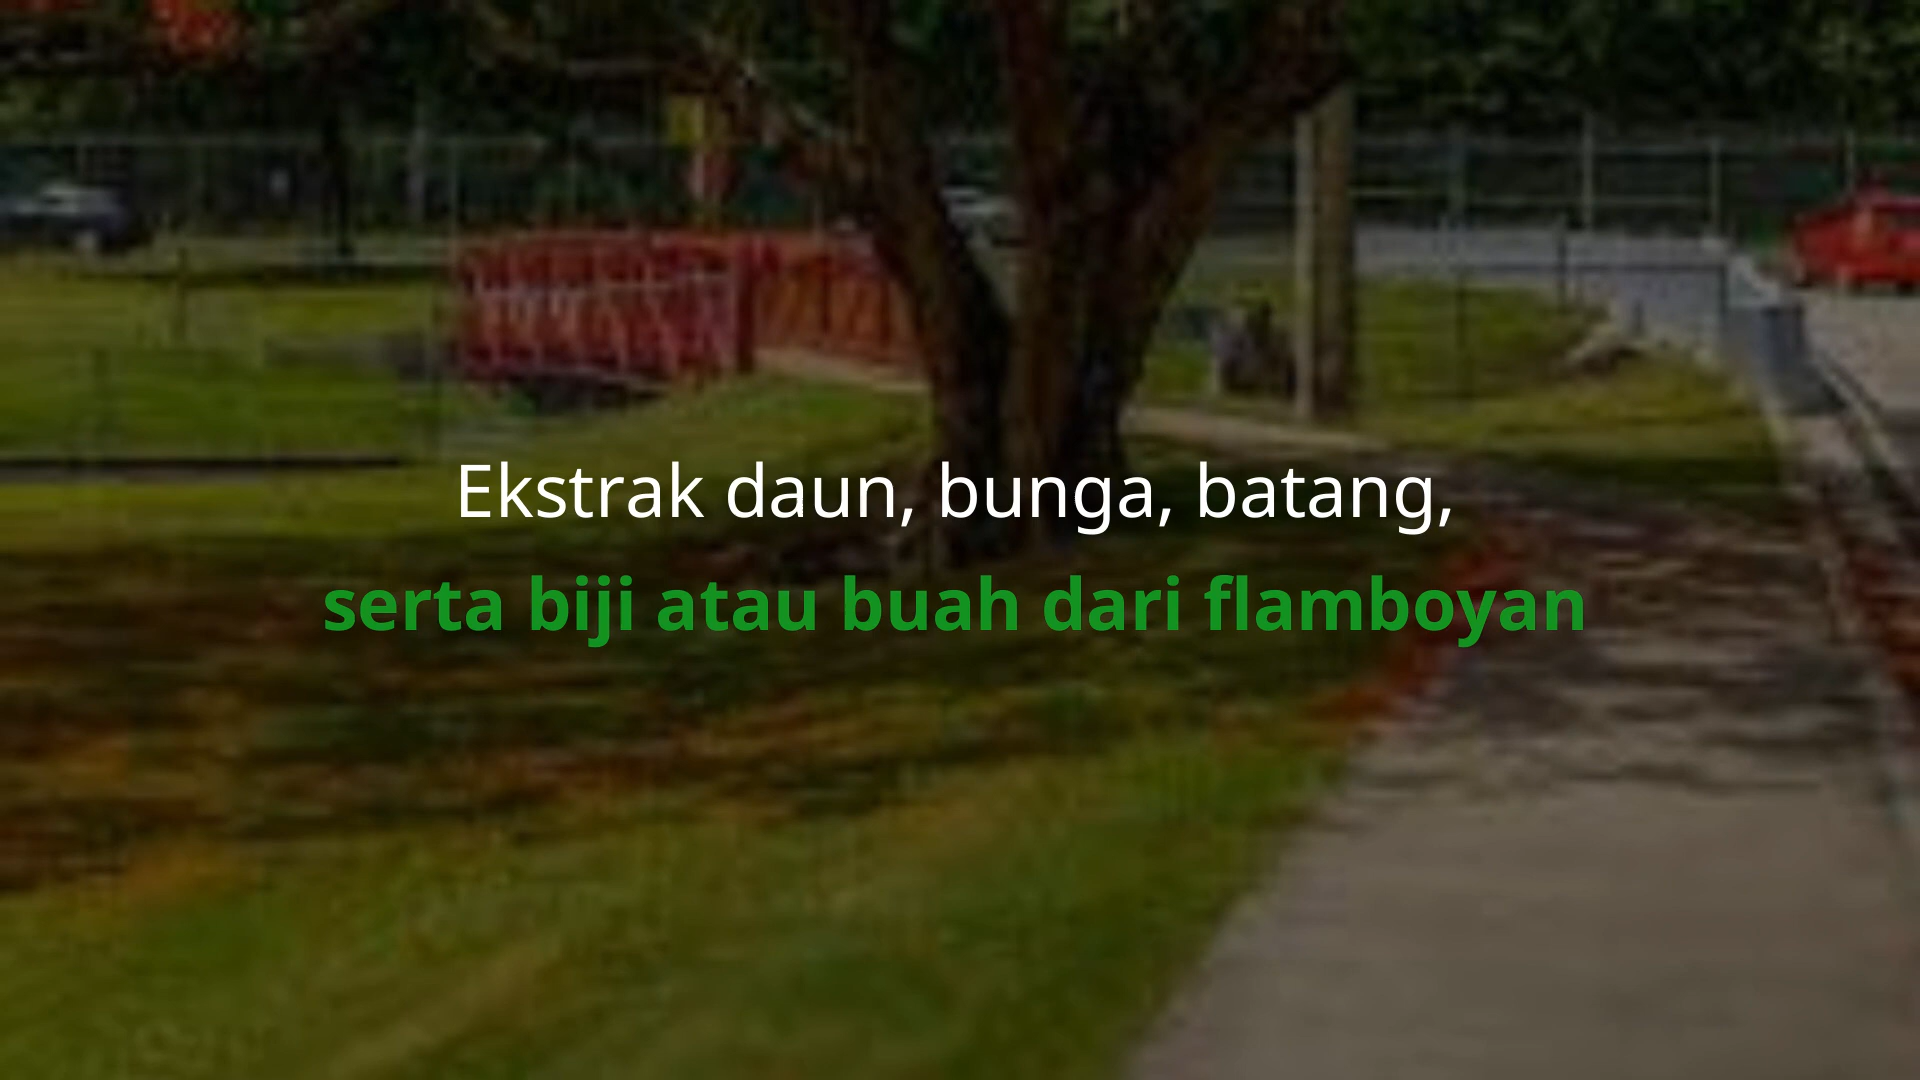 Ekstrak daun, bunga, batang,
serta biji atau buah dari flamboyan